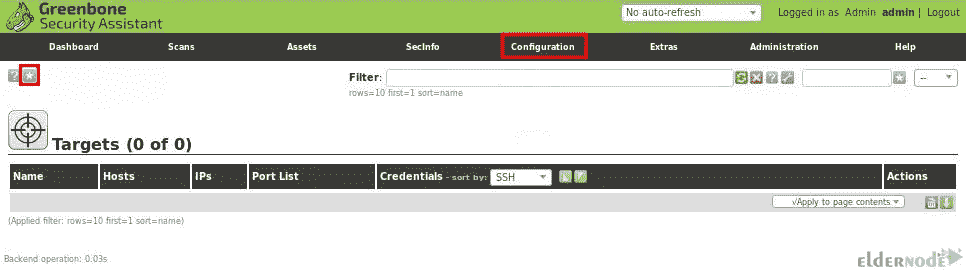 Greenbone
Security Assistant
No auto-refresh
Logged in as Admin admin | Logout
Dashboard Scans Assets SecInfo Configuration Extras Administration Help
?
Filter:
?
--
rows=10 first=1 sort=name
Targets (0 of 0)
Name Hosts IPs Port List Credentials - sort by: SSH Actions
√Apply to page contents
(Applied filter: rows=10 first=1 sort=name)
Backend operation: 0.03s
ELDERNODE